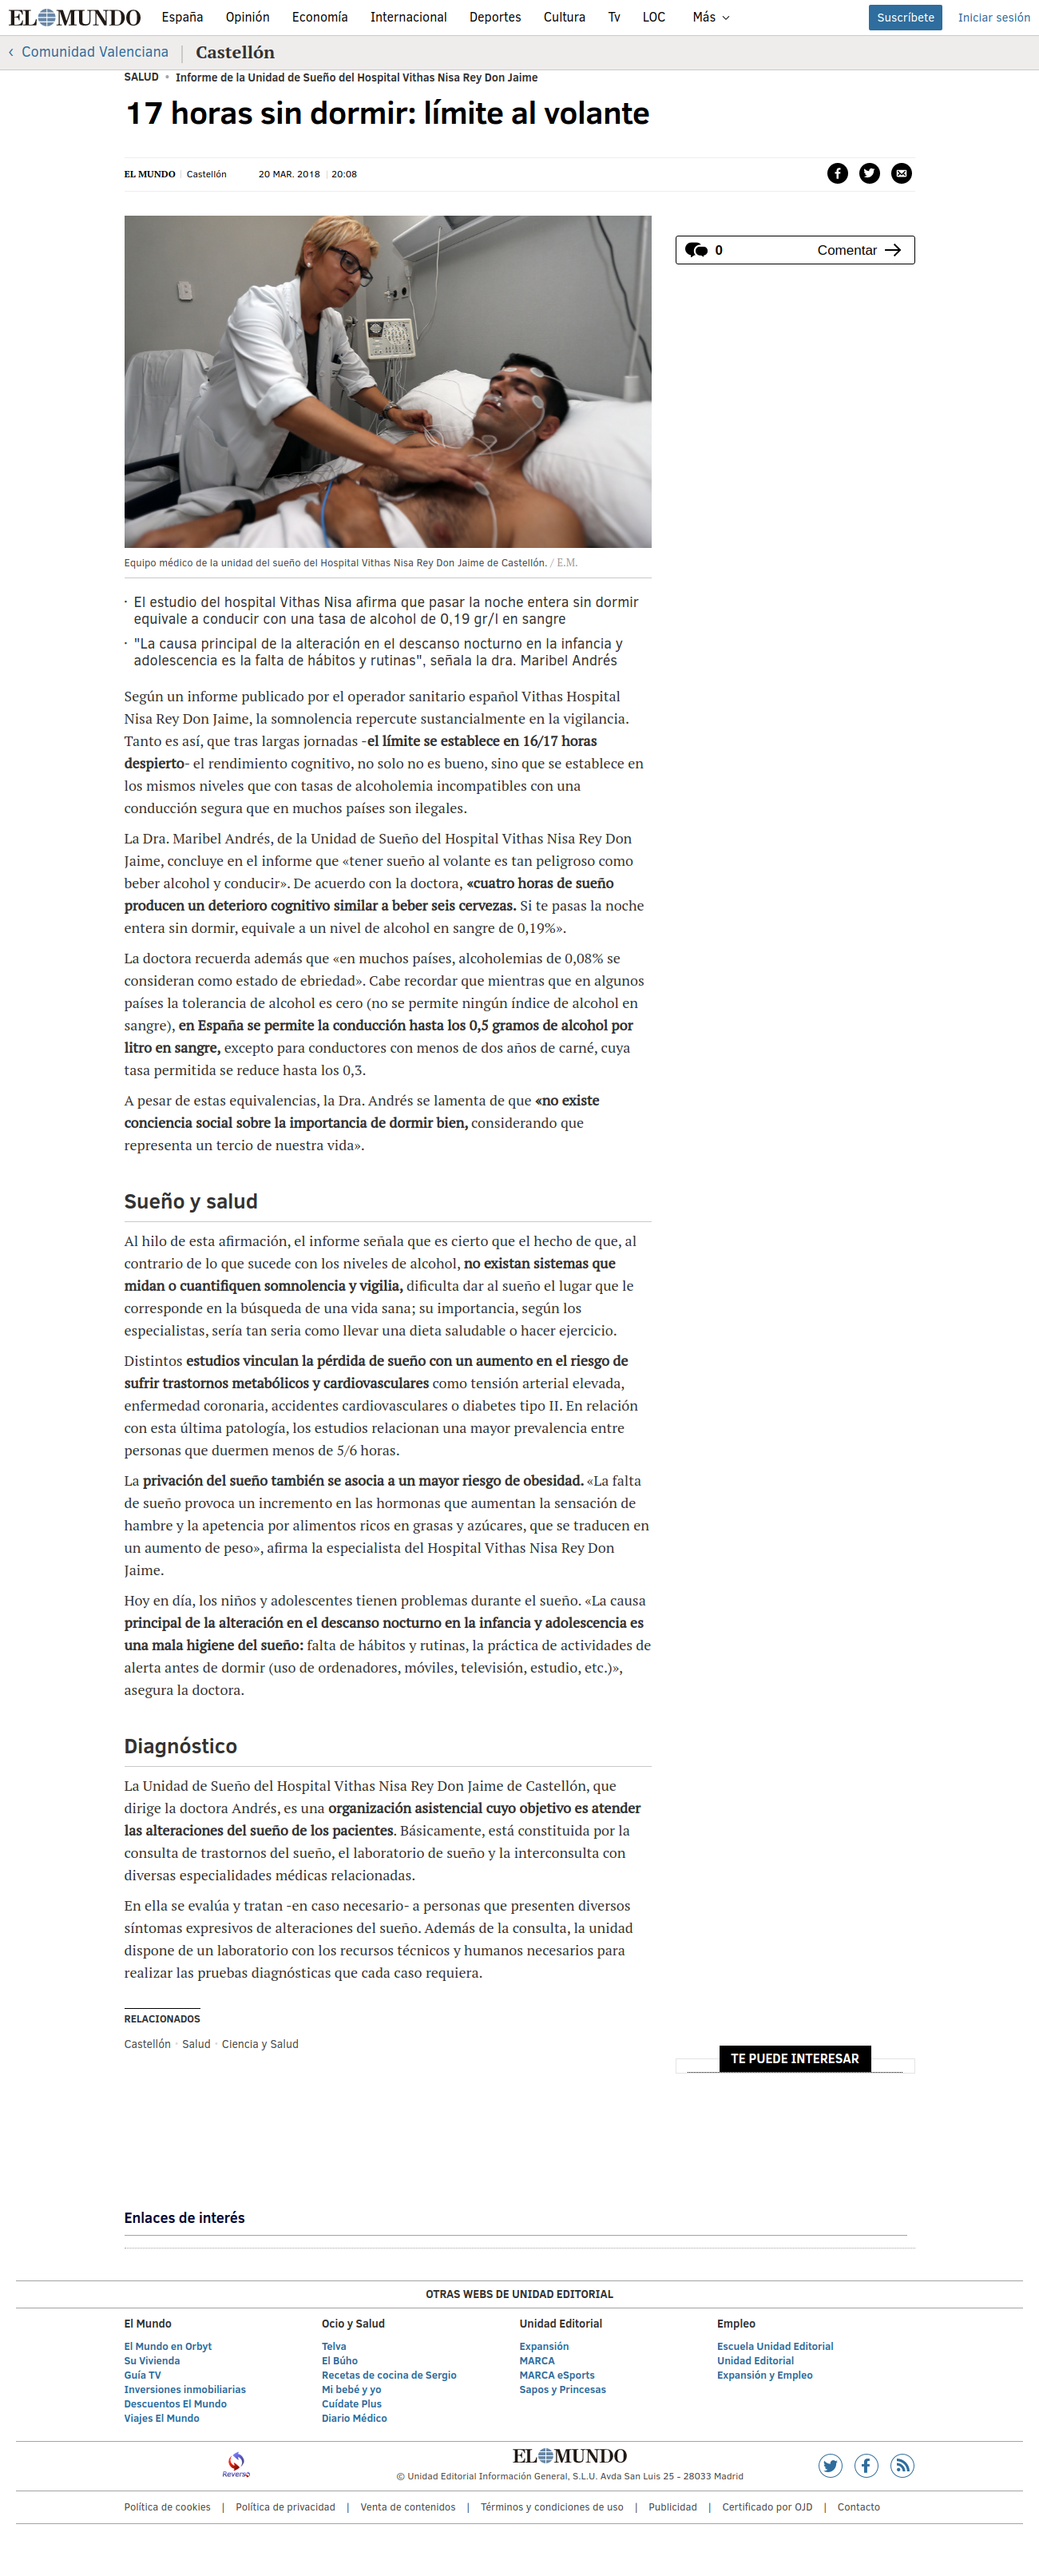 EL MUNDO España Opinión Economía Internacional Deportes Cultura Tv LOC Más Suscríbete Iniciar sesión
‹ Comunidad Valenciana Castellón
SALUD • Informe de la Unidad de Sueño del Hospital Vithas Nisa Rey Don Jaime
17 horas sin dormir: límite al volante
EL MUNDO Castellón 20 MAR. 2018 20:08
0 Comentar
Equipo médico de la unidad del sueño del Hospital Vithas Nisa Rey Don Jaime de Castellón. / E.M.
· El estudio del hospital Vithas Nisa afirma que pasar la noche entera sin dormir
equivale a conducir con una tasa de alcohol de 0,19 gr/l en sangre
· "La causa principal de la alteración en el descanso nocturno en la infancia y
adolescencia es la falta de hábitos y rutinas", señala la dra. Maribel Andrés
Según un informe publicado por el operador sanitario español Vithas Hospital
Nisa Rey Don Jaime, la somnolencia repercute sustancialmente en la vigilancia.
Tanto es así, que tras largas jornadas -el límite se establece en 16/17 horas
despierto- el rendimiento cognitivo, no solo no es bueno, sino que se establece en
los mismos niveles que con tasas de alcoholemia incompatibles con una
conducción segura que en muchos países son ilegales.
La Dra. Maribel Andrés, de la Unidad de Sueño del Hospital Vithas Nisa Rey Don
Jaime, concluye en el informe que «tener sueño al volante es tan peligroso como
beber alcohol y conducir». De acuerdo con la doctora, «cuatro horas de sueño
producen un deterioro cognitivo similar a beber seis cervezas. Si te pasas la noche
entera sin dormir, equivale a un nivel de alcohol en sangre de 0,19%».
La doctora recuerda además que «en muchos países, alcoholemias de 0,08% se
consideran como estado de ebriedad». Cabe recordar que mientras que en algunos
países la tolerancia de alcohol es cero (no se permite ningún índice de alcohol en
sangre), en España se permite la conducción hasta los 0,5 gramos de alcohol por
litro en sangre, excepto para conductores con menos de dos años de carné, cuya
tasa permitida se reduce hasta los 0,3.
A pesar de estas equivalencias, la Dra. Andrés se lamenta de que «no existe
conciencia social sobre la importancia de dormir bien, considerando que
representa un tercio de nuestra vida».
Sueño y salud
Al hilo de esta afirmación, el informe señala que es cierto que el hecho de que, al
contrario de lo que sucede con los niveles de alcohol, no existan sistemas que
midan o cuantifiquen somnolencia y vigilia, dificulta dar al sueño el lugar que le
corresponde en la búsqueda de una vida sana; su importancia, según los
especialistas, sería tan seria como llevar una dieta saludable o hacer ejercicio.
Distintos estudios vinculan la pérdida de sueño con un aumento en el riesgo de
sufrir trastornos metabólicos y cardiovasculares como tensión arterial elevada,
enfermedad coronaria, accidentes cardiovasculares o diabetes tipo II. En relación
con esta última patología, los estudios relacionan una mayor prevalencia entre
personas que duermen menos de 5/6 horas.
La privación del sueño también se asocia a un mayor riesgo de obesidad. «La falta
de sueño provoca un incremento en las hormonas que aumentan la sensación de
hambre y la apetencia por alimentos ricos en grasas y azúcares, que se traducen en
un aumento de peso», afirma la especialista del Hospital Vithas Nisa Rey Don
Jaime.
Hoy en día, los niños y adolescentes tienen problemas durante el sueño. «La causa
principal de la alteración en el descanso nocturno en la infancia y adolescencia es
una mala higiene del sueño: falta de hábitos y rutinas, la práctica de actividades de
alerta antes de dormir (uso de ordenadores, móviles, televisión, estudio, etc.)»,
asegura la doctora.
Diagnóstico
La Unidad de Sueño del Hospital Vithas Nisa Rey Don Jaime de Castellón, que
dirige la doctora Andrés, es una organización asistencial cuyo objetivo es atender
las alteraciones del sueño de los pacientes. Básicamente, está constituida por la
consulta de trastornos del sueño, el laboratorio de sueño y la interconsulta con
diversas especialidades médicas relacionadas.
En ella se evalúa y tratan -en caso necesario- a personas que presenten diversos
síntomas expresivos de alteraciones del sueño. Además de la consulta, la unidad
dispone de un laboratorio con los recursos técnicos y humanos necesarios para
realizar las pruebas diagnósticas que cada caso requiera.
RELACIONADOS
Castellón · Salud · Ciencia y Salud
TE PUEDE INTERESAR
Enlaces de interés
OTRAS WEBS DE UNIDAD EDITORIAL
El Mundo
El Mundo en Orbyt
Su Vivienda
Guía TV
Inversiones inmobiliarias
Descuentos El Mundo
Viajes El Mundo
Ocio y Salud
Telva
El Búho
Recetas de cocina de Sergio
Mi bebé y yo
Cuídate Plus
Diario Médico
Unidad Editorial
Expansión
MARCA
MARCA eSports
Sapos y Princesas
Empleo
Escuela Unidad Editorial
Unidad Editorial
Expansión y Empleo
Reverso
EL MUNDO
© Unidad Editorial Información General, S.L.U. Avda San Luis 25 - 28033 Madrid
Política de cookies | Política de privacidad | Venta de contenidos | Términos y condiciones de uso | Publicidad | Certificado por OJD | Contacto